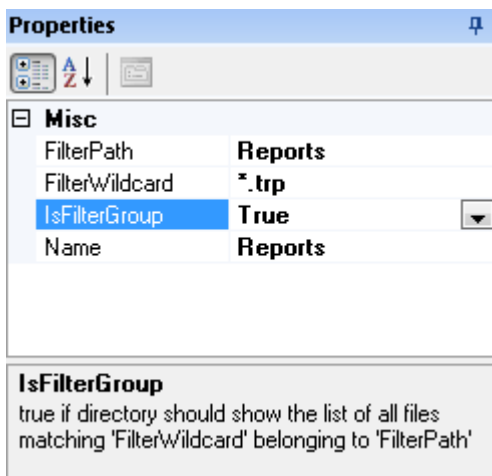 Properties
A
Z
Misc
FilterPath Reports
FilterWildcard *.trp
IsFilterGroup True
Name Reports
IsFilterGroup
true if directory should show the list of all files
matching 'FilterWildcard' belonging to 'FilterPath'